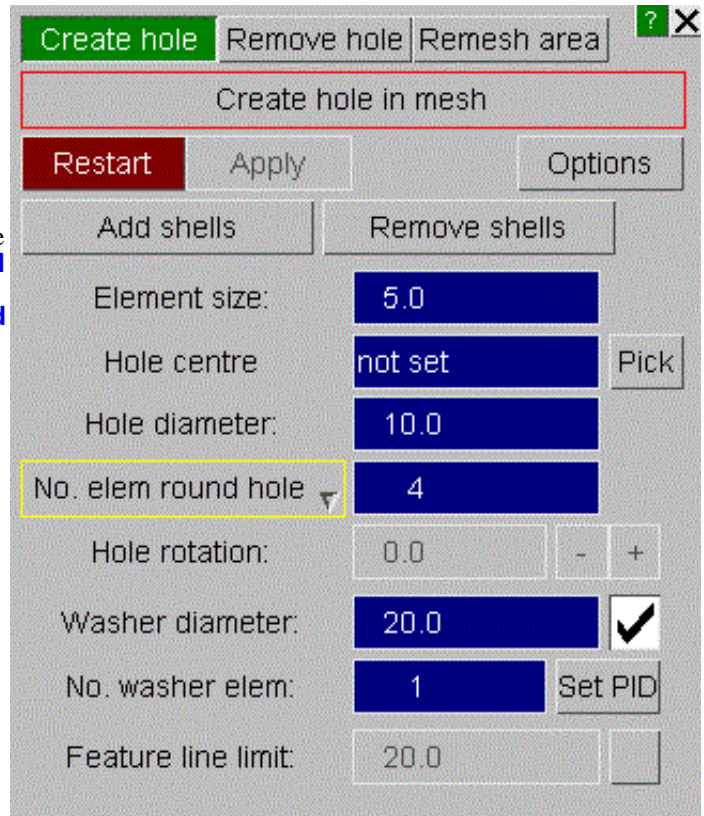 Create hole Remove hole Remesh area ? X
Create hole in mesh
Restart Apply Options
Add shells Remove shells
Element size: 5.0
Hole centre not set Pick
Hole diameter: 10.0
No. elem round hole 4
Hole rotation: 0.0 - +
Washer diameter: 20.0
No. washer elem: 1 Set PID
Feature line limit: 20.0